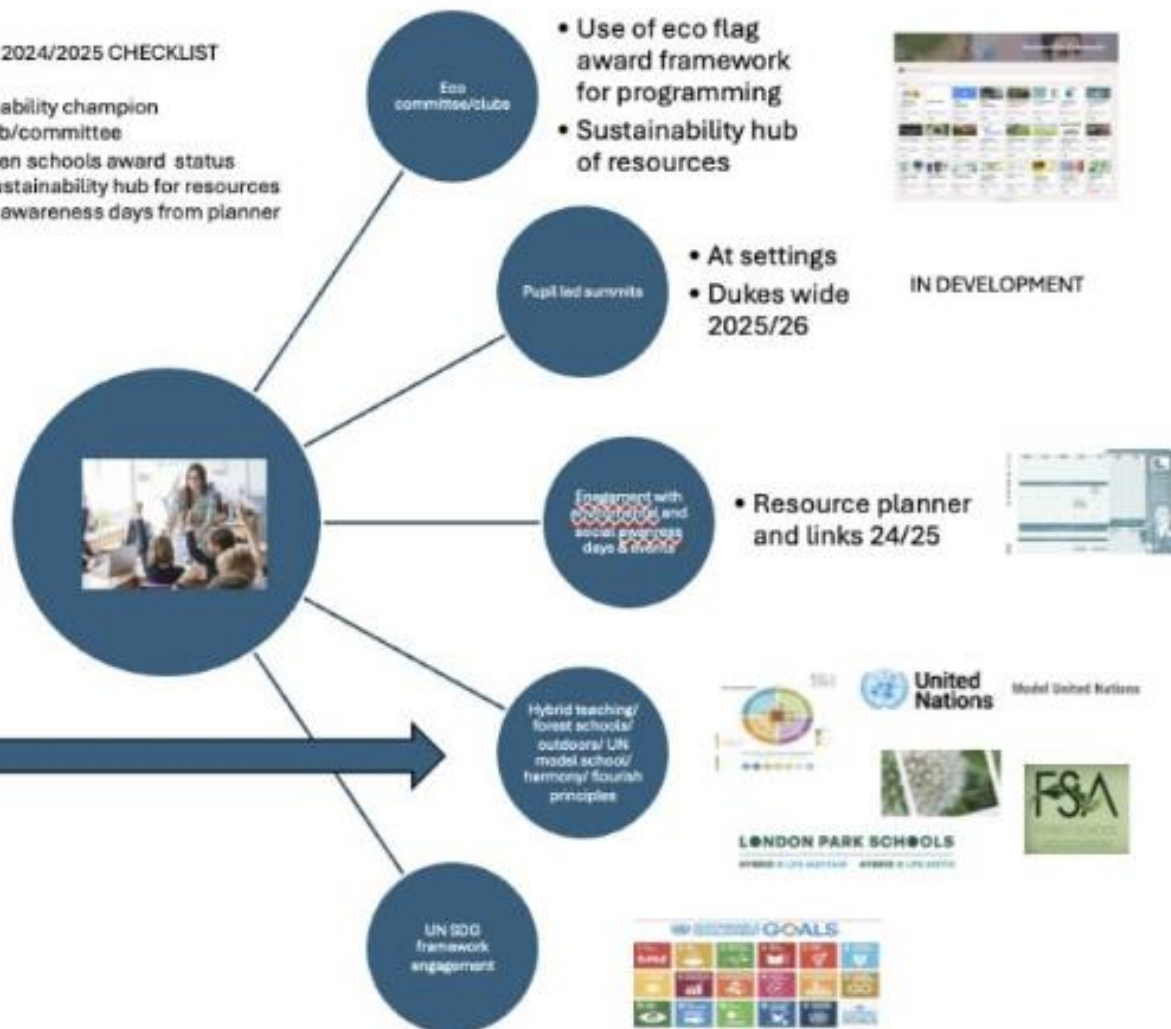 2024/2025 CHECKLIST
ability champion
b/committee
en schools award status
stainability hub for resources
awareness days from planner
Eco
committee/clubs
• Use of eco flag
award framework
for programming
• Sustainability hub
of resources
Pupil led summits
• At settings
• Dukes wide
2025/26
IN DEVELOPMENT
Engagement with
and
social
days & events
• Resource planner
and links 24/25
Hybrid teaching/
forest schools/
outdoors/ UN
model school/
harmony/ flourish
principles
United
Nations
Model United Nations
FSA
LONDON PARK SCHOOLS
UN SDG
framework
engagement
GOALS